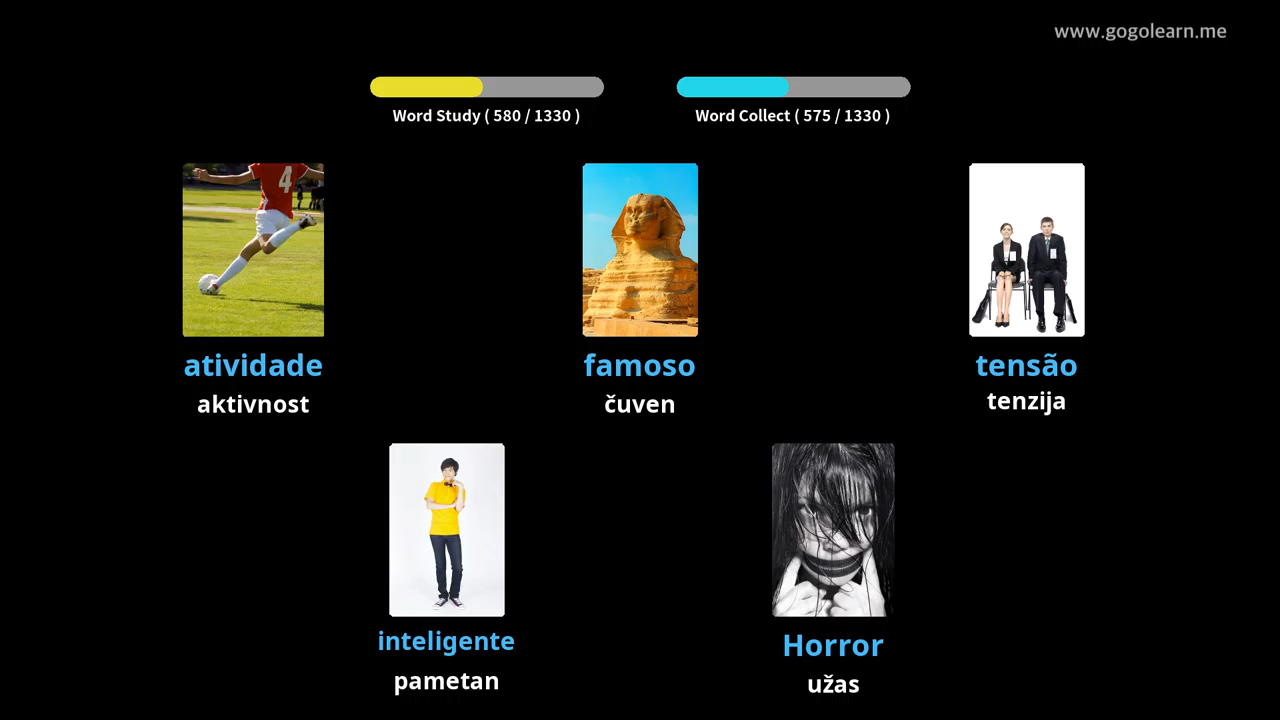 www.gogolearn.me
Word Study ( 580 / 1330 )
Word Collect ( 575 / 1330 )
4
atividade
famoso
tensão
aktivnost
čuven
tenzija
inteligente
Horror
pametan
užas